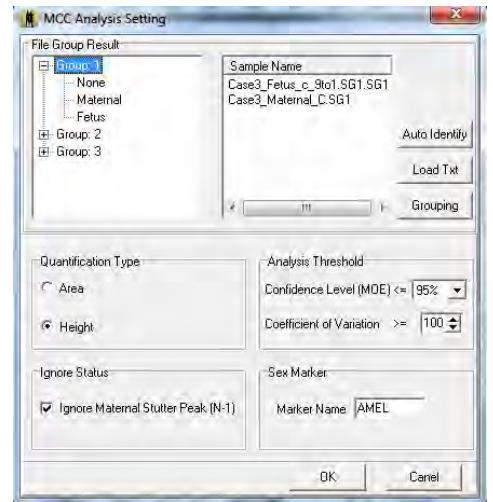 MCC Analysis Setting
File Group Result
Group: 1
None
Maternal
Fetus
Group: 2
Group: 3
Sample Name
Case3_Fetus_c_9to1.SG1.SG1
Case3_Maternal_C.SG1
Auto Identify
Load Txt
Grouping
Quantification Type
Area
Height
Analysis Threshold
Confidence Level (MOE) <= 95%
Coefficient of Variation >= 100
Ignore Status
Ignore Maternal Stutter Peak (N-1)
Sex Marker
Marker Name AMEL
OK
Canel